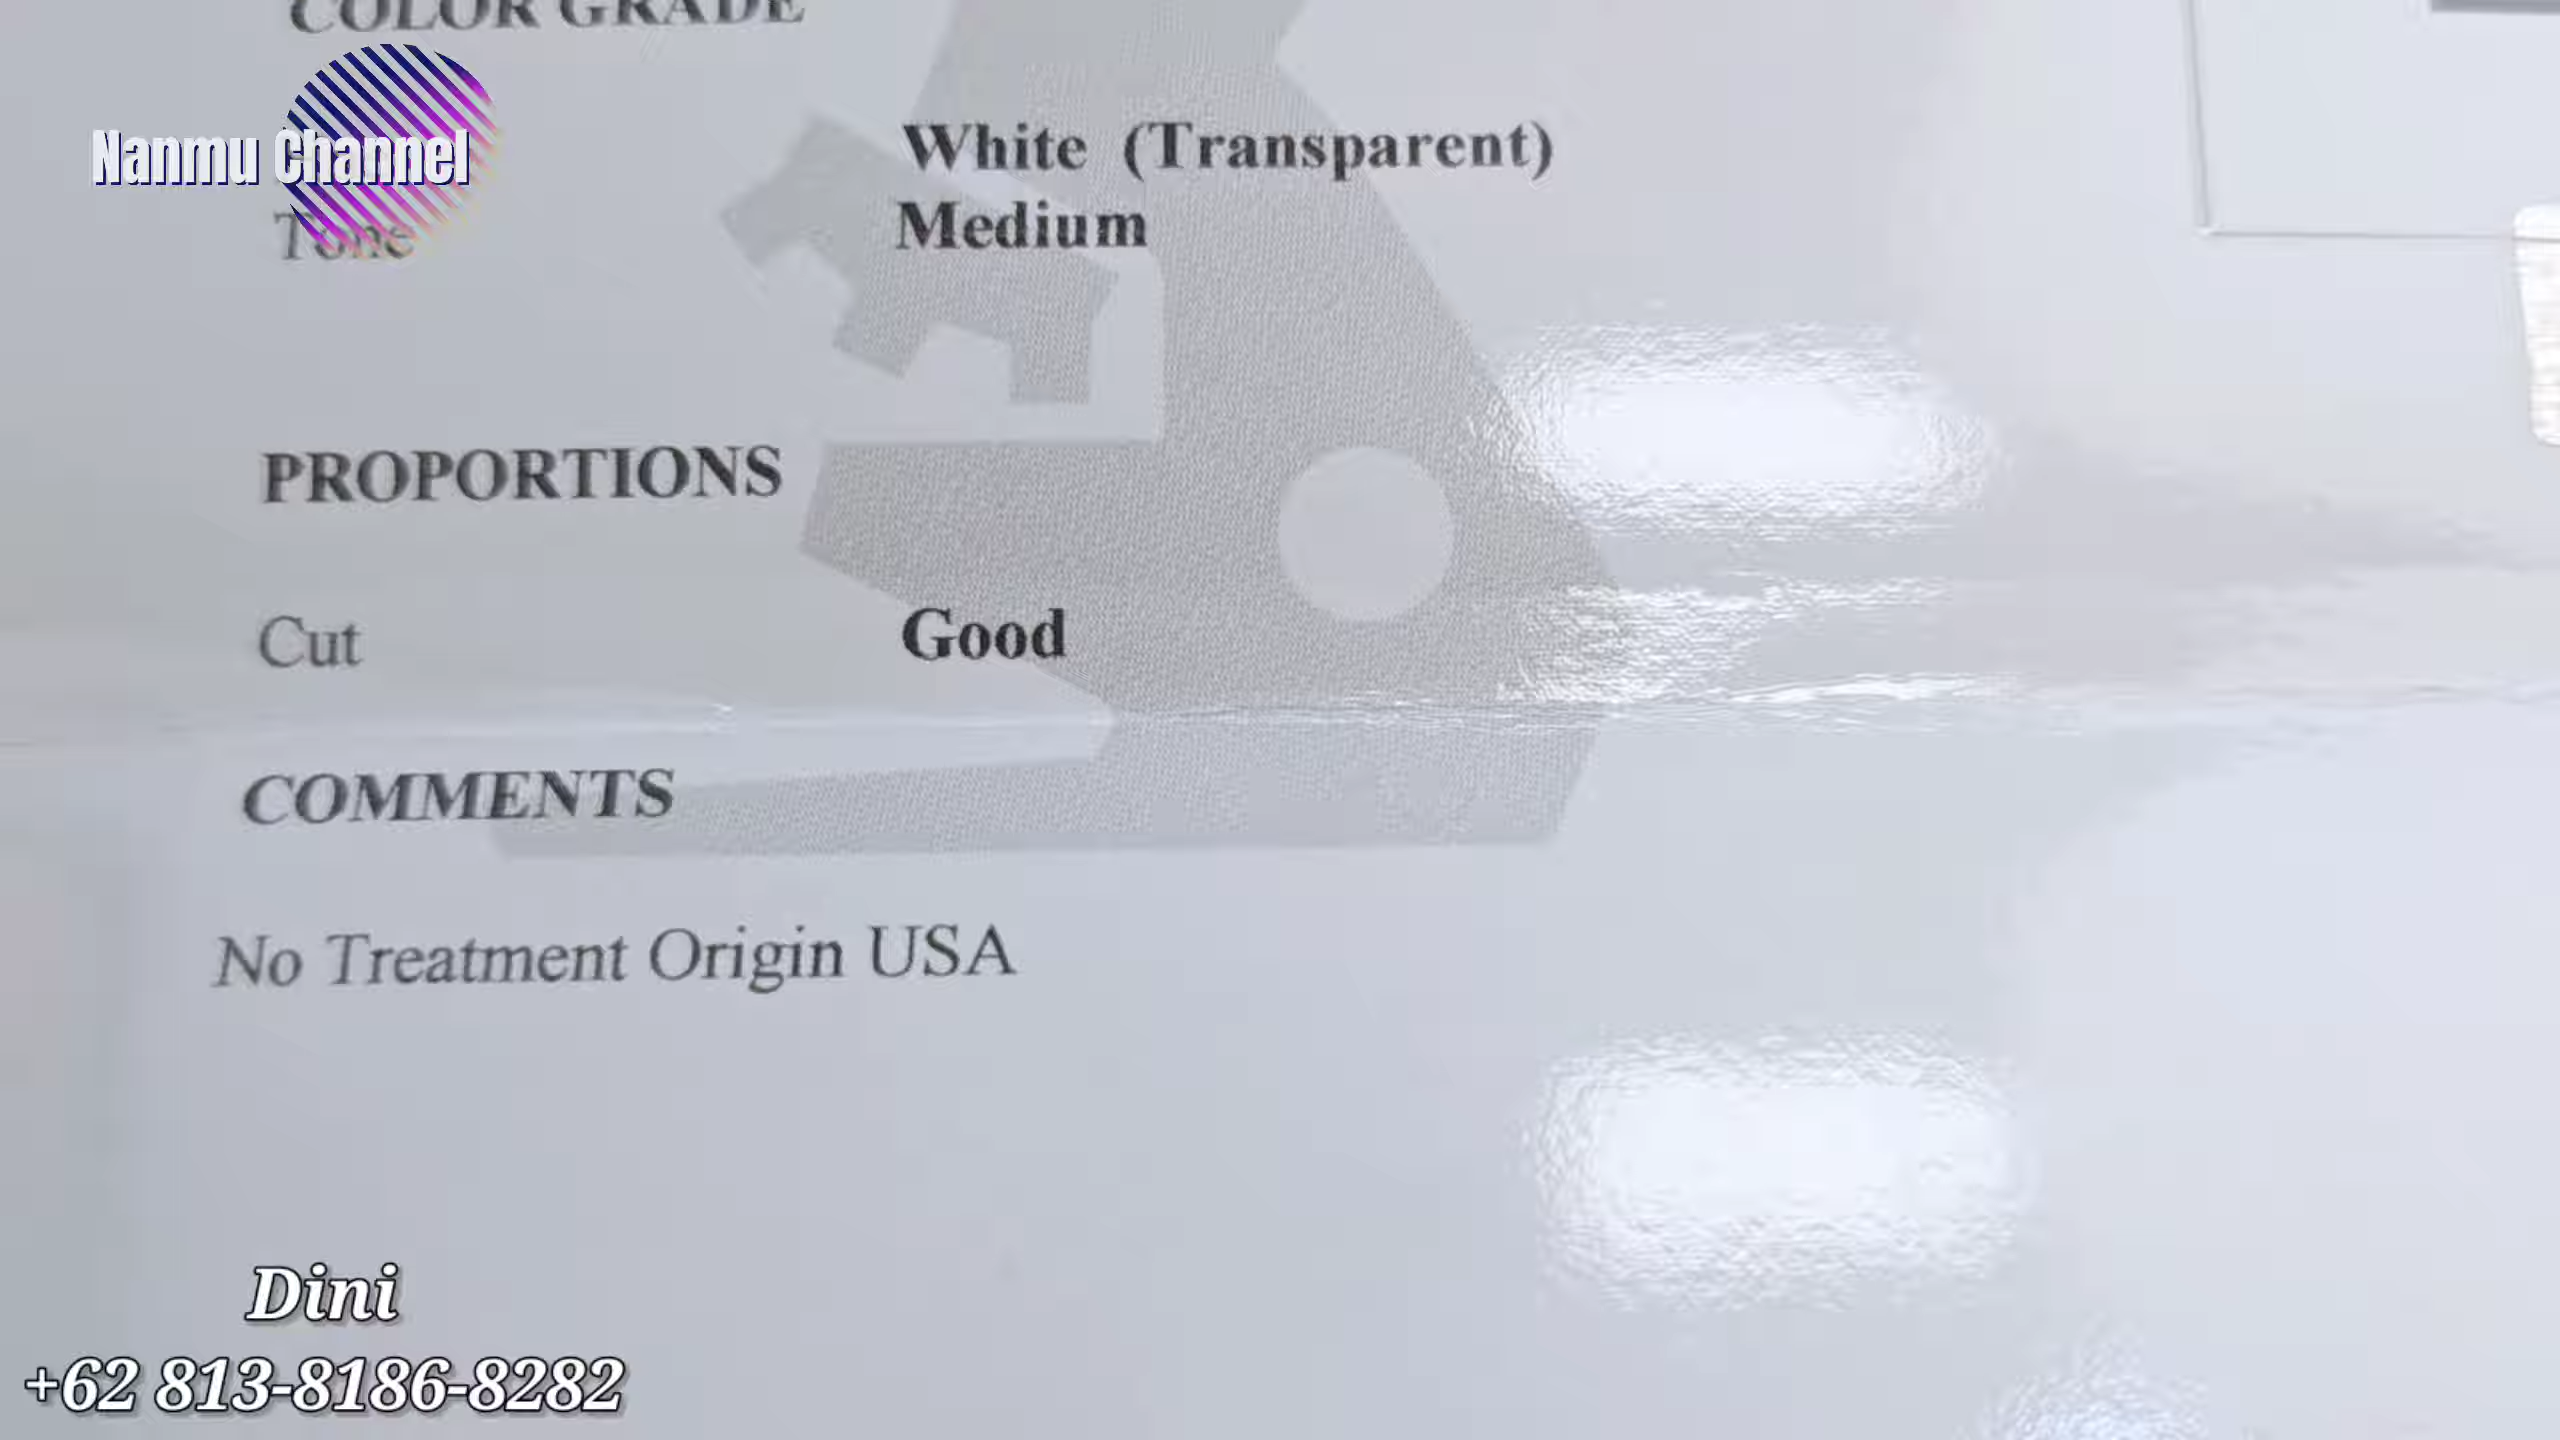 COLOR GRADE
Nanmu Channel
White (Transparent)
Tone Medium
PROPORTIONS
Cut Good
COMMENTS
No Treatment Origin USA
Dini
+62 813-8186-8282